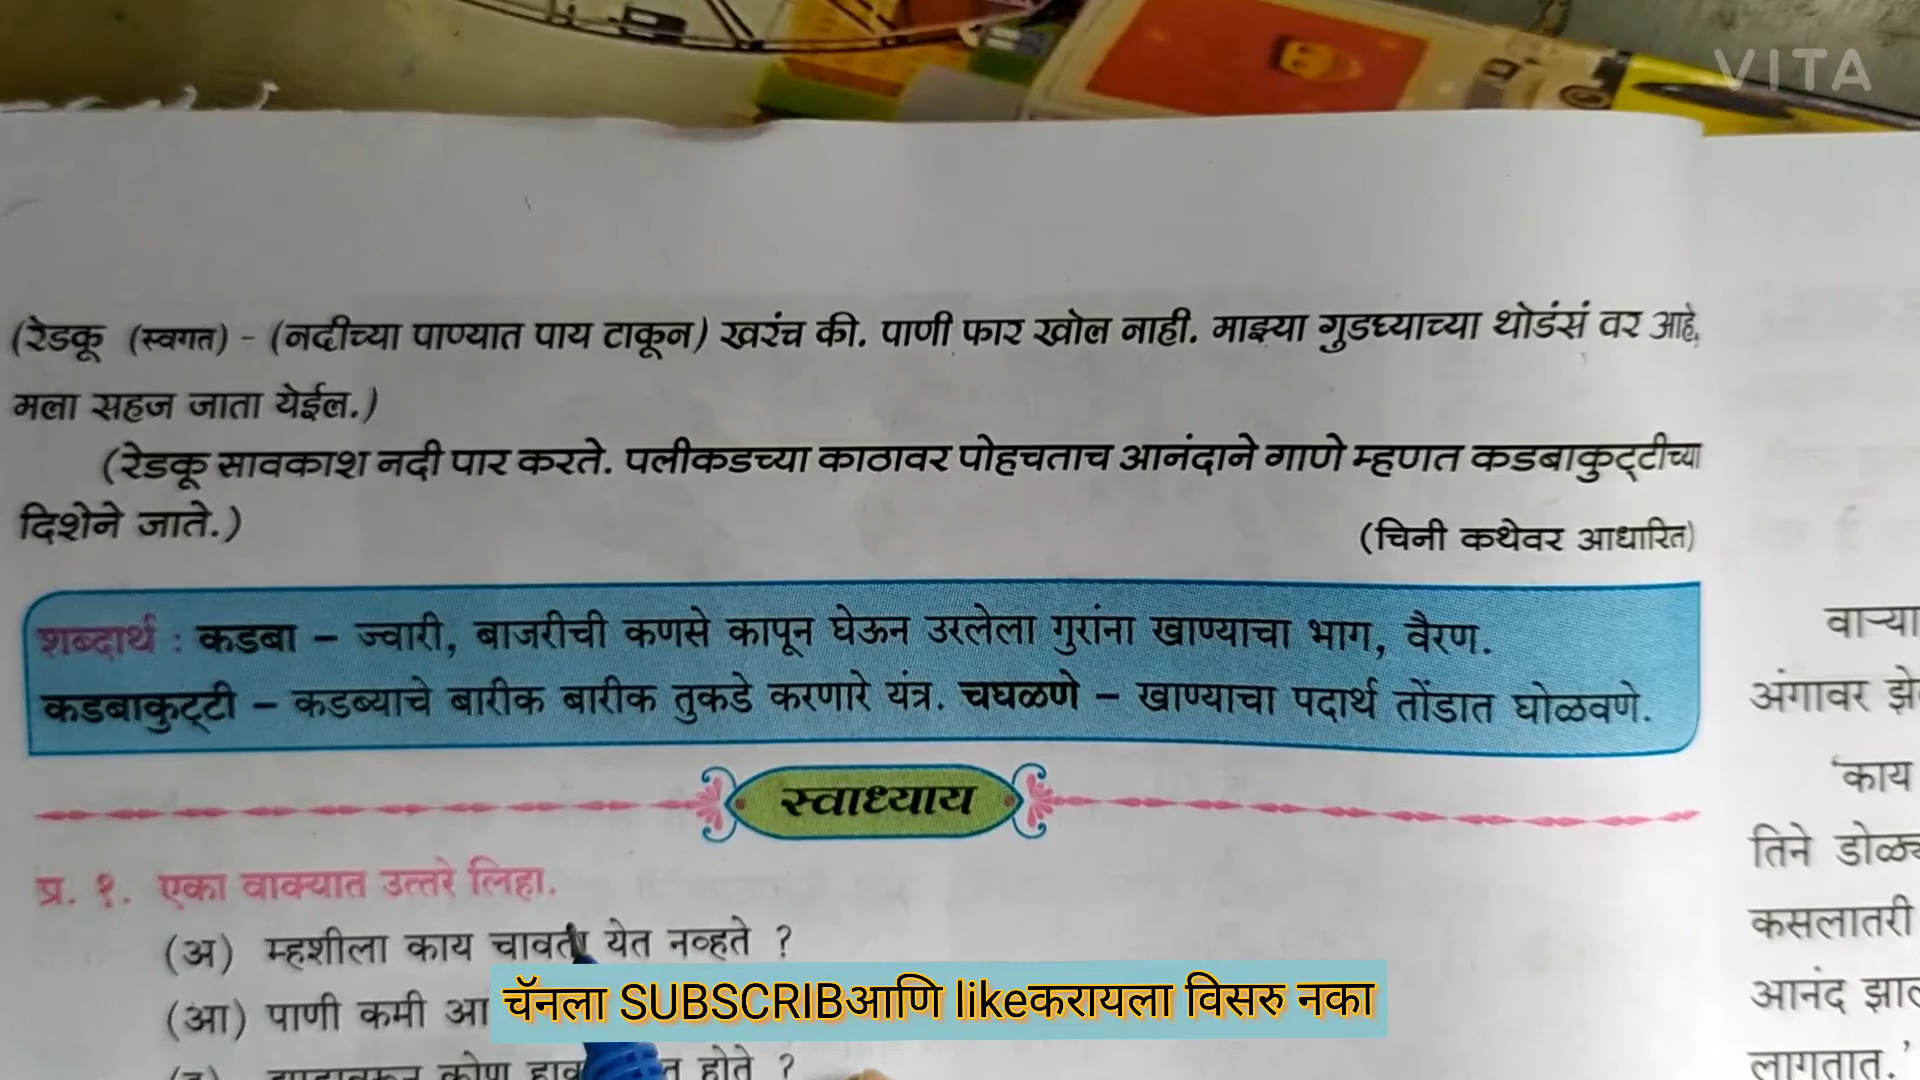 VITA
(रेडकू (स्वगत) - (नदीच्या पाण्यात पाय टाकून) खरंच की. पाणी फार खोल नाही. माझ्या गुडघ्याच्या थोडंसं वर आहे,
मला सहज जाता येईल.)
(रेडकू सावकाश नदी पार करते. पलीकडच्या काठावर पोहचताच आनंदाने गाणे म्हणत कडबाकुट्टीच्या
दिशेने जाते.)
(चिनी कथेवर आधारित)
शब्दार्थ : कडबा – ज्वारी, बाजरीची कणसे कापून घेऊन उरलेला गुरांना खाण्याचा भाग, वैरण.
कडबाकुट्टी – कडब्याचे बारीक बारीक तुकडे करणारे यंत्र. चघळणे – खाण्याचा पदार्थ तोंडात घोळवणे.
स्वाध्याय
प्र. १. एका वाक्यात उत्तरे लिहा.
(अ) म्हशीला काय चावता येत नव्हते ?
(आ) पाणी कमी
चॅनला SUBSCRIBआणि likeकरायला विसरु नका
कोण होते ?
वाऱ्या
अंगावर
'काय
तिने
कसलातरी
आनंद
लागतात.'